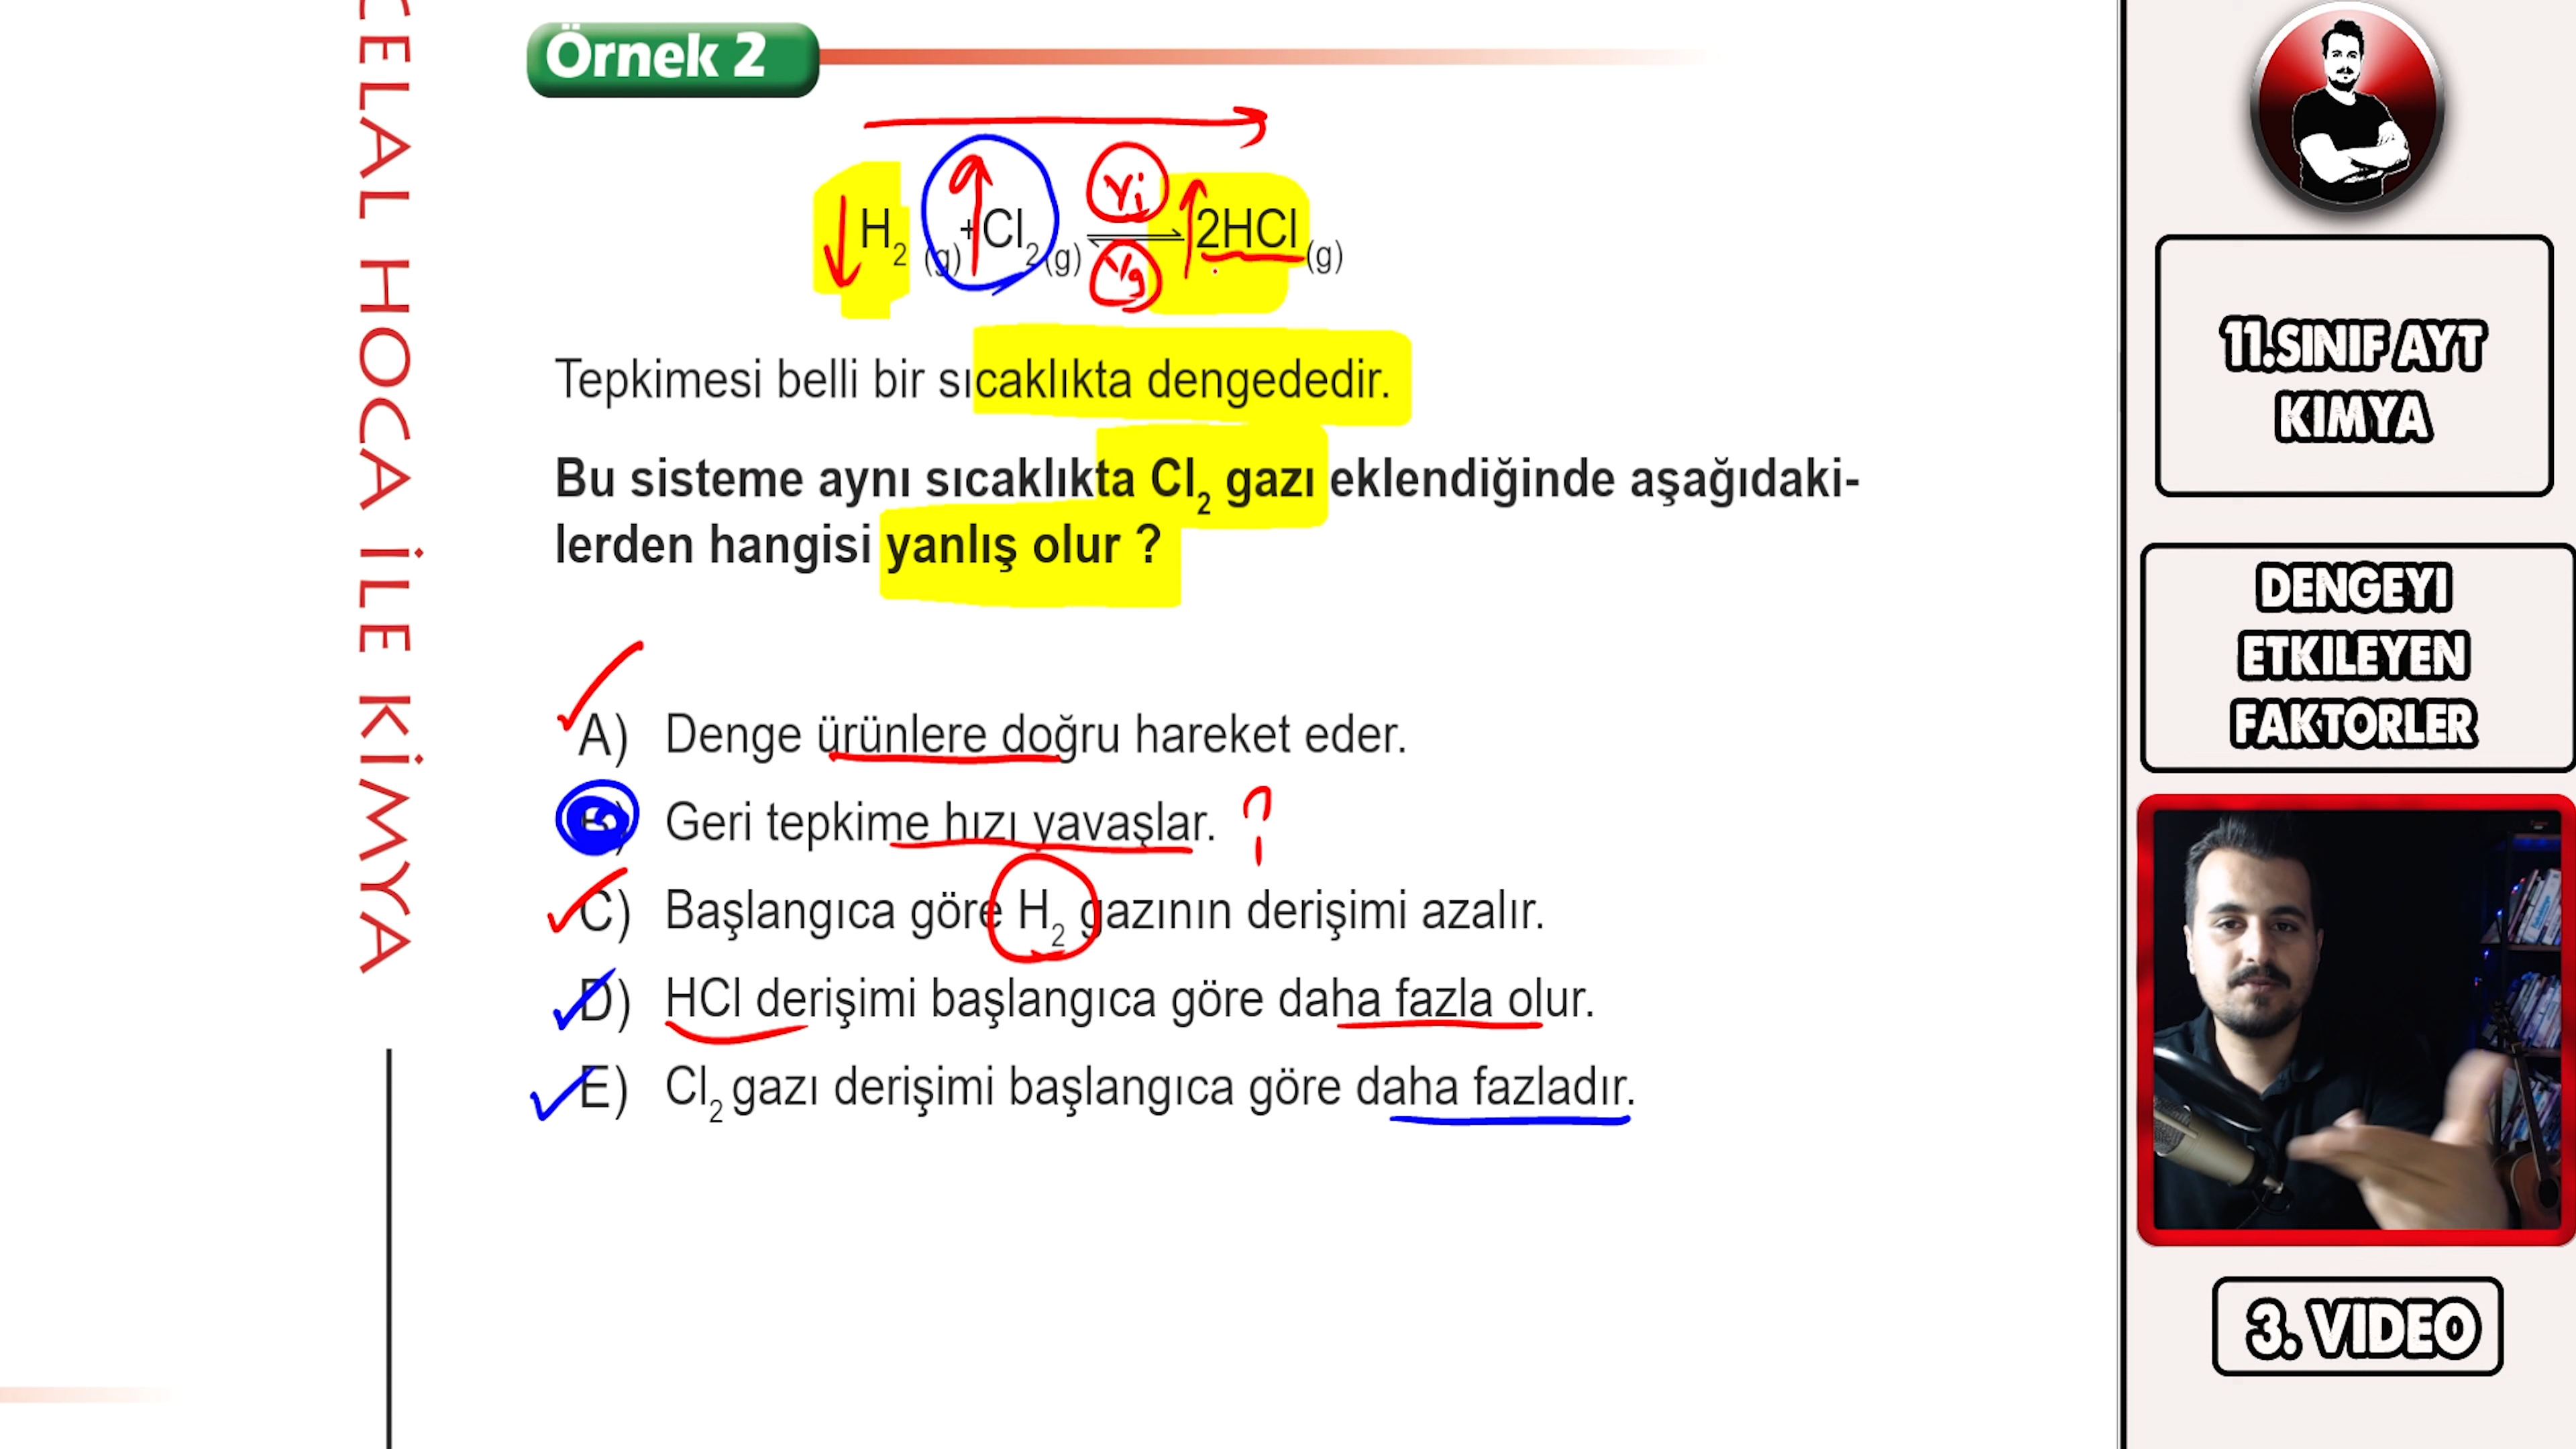 CELAL HOCA İLE KİMYA
Örnek 2
H2 (g) + Cl2 (g) ⇌ 2HCl (g)
Vi
Vg
Tepkimesi belli bir sıcaklıkta dengededir.
Bu sisteme aynı sıcaklıkta Cl2 gazı eklendiğinde aşağıdaki-
lerden hangisi yanlış olur ?
A) Denge ürünlere doğru hareket eder.
B) Geri tepkime hızı yavaşlar. ?
C) Başlangıca göre H2 gazının derişimi azalır.
D) HCl derişimi başlangıca göre daha fazla olur.
E) Cl2 gazı derişimi başlangıca göre daha fazladır.
11.SINIF AYT
KIMYA
DENGEYI
ETKILEYEN
FAKTORLER
3. VIDEO